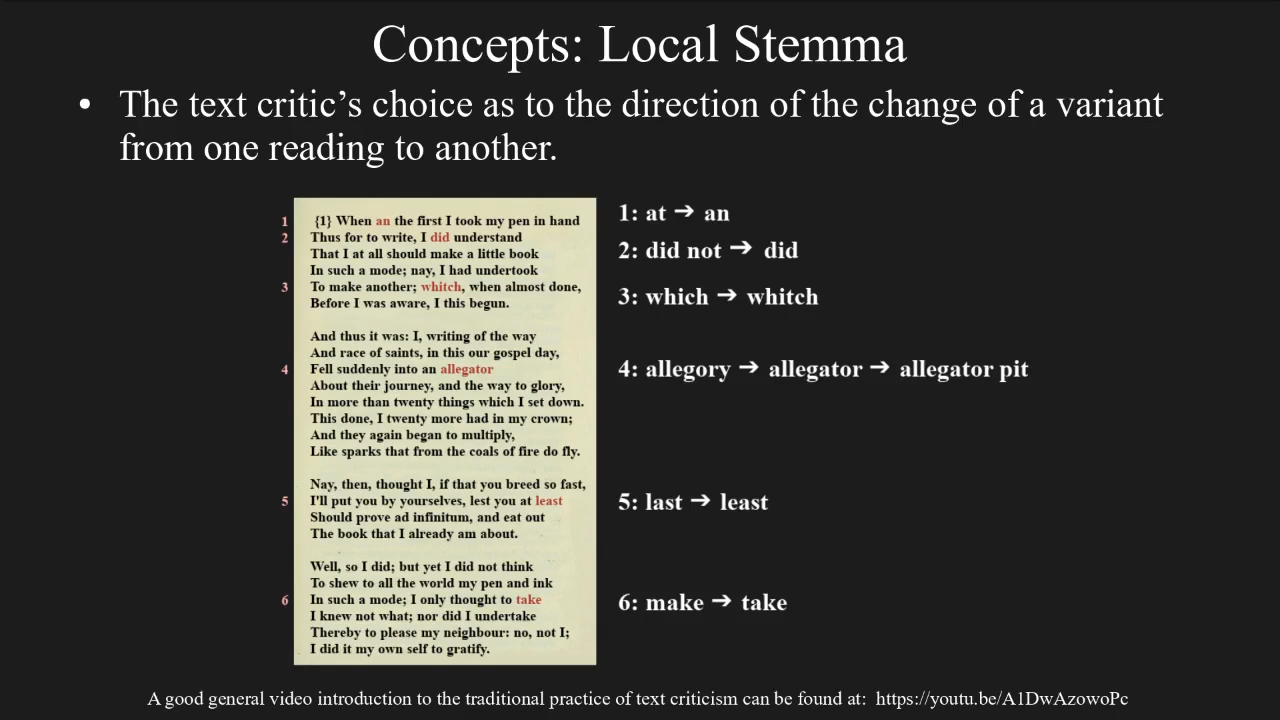 Concepts: Local Stemma
• The text critic’s choice as to the direction of the change of a variant
from one reading to another.
1 {1} When an the first I took my pen in hand
2 Thus for to write, I did understand
That I at all should make a little book
In such a mode; nay, I had undertook
3 To make another; whitch, when almost done,
Before I was aware, I this begun.
And thus it was: I, writing of the way
And race of saints, in this our gospel day,
4 Fell suddenly into an allegator
About their journey, and the way to glory,
In more than twenty things which I set down.
This done, I twenty more had in my crown;
And they again began to multiply,
Like sparks that from the coals of fire do fly.
Nay, then, thought I, if that you breed so fast,
5 I'll put you by yourselves, lest you at least
Should prove ad infinitum, and eat out
The book that I already am about.
Well, so I did; but yet I did not think
To shew to all the world my pen and ink
6 In such a mode; I only thought to take
I knew not what; nor did I undertake
Thereby to please my neighbour: no, not I;
I did it my own self to gratify.
1: at → an
2: did not → did
3: which → whitch
4: allegory → allegator → allegator pit
5: last → least
6: make → take
A good general video introduction to the traditional practice of text criticism can be found at: https://youtu.be/A1DwAzowoPc